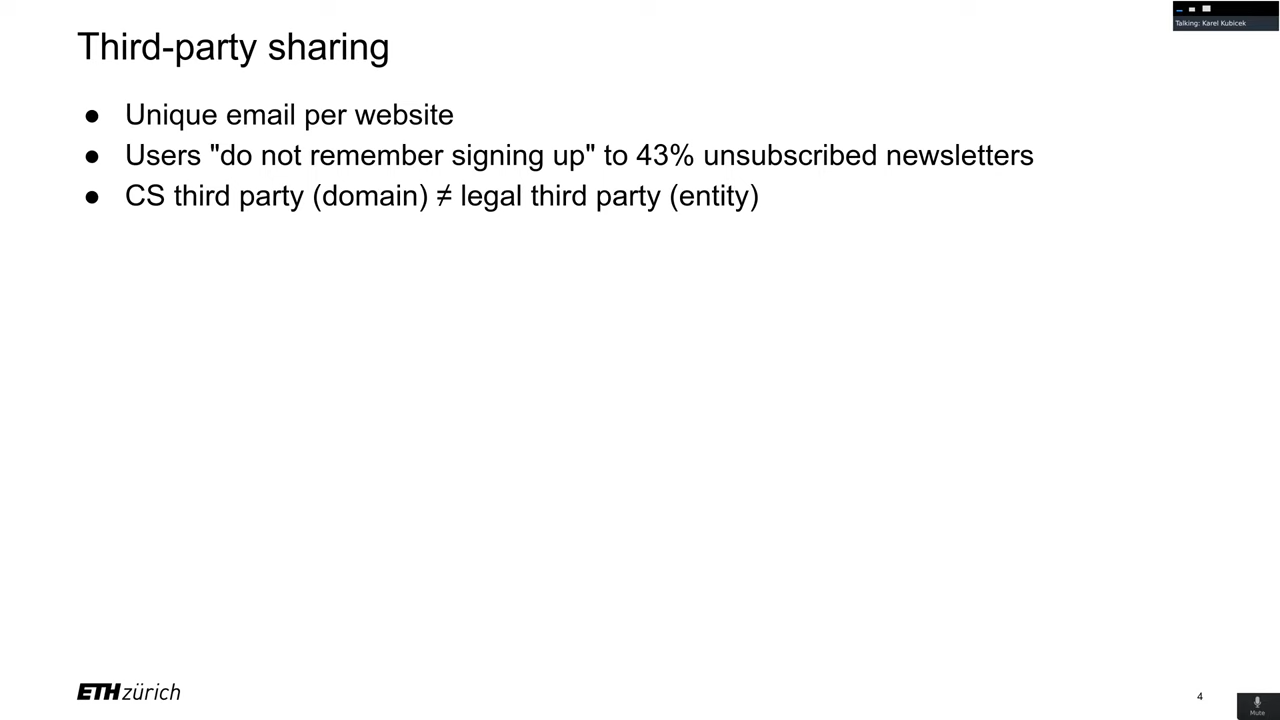 Talking: Karel Kubicek
Third-party sharing
● Unique email per website
● Users "do not remember signing up" to 43% unsubscribed newsletters
● CS third party (domain) ≠ legal third party (entity)
ETH zürich
4
Mute